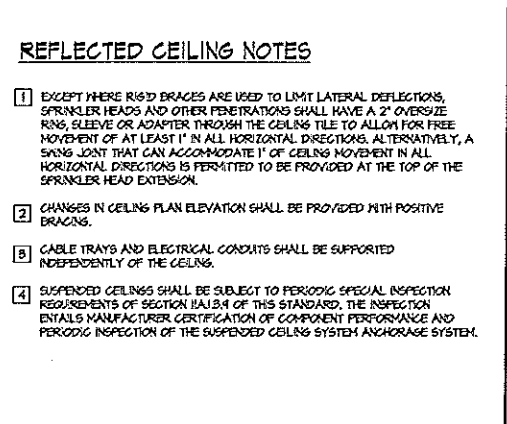 REFLECTED CEILING NOTES
1 EXCEPT WHERE RIGID BRACES ARE USED TO LIMIT LATERAL DEFLECTIONS,
SPRINKLER HEADS AND OTHER PENETRATIONS SHALL HAVE A 2" OVERSIZE
RING, SLEEVE OR ADAPTER THROUGH THE CEILING TILE TO ALLOW FOR FREE
MOVEMENT OF AT LEAST 1" IN ALL HORIZONTAL DIRECTIONS. ALTERNATIVELY, A
SWING JOINT THAT CAN ACCOMMODATE 1" OF CEILING MOVEMENT IN ALL
HORIZONTAL DIRECTIONS IS PERMITTED TO BE PROVIDED AT THE TOP OF THE
SPRINKLER HEAD EXTENSION.
2 CHANGES IN CEILING PLAN ELEVATION SHALL BE PROVIDED WITH POSITIVE
BRACING.
3 CABLE TRAYS AND ELECTRICAL CONDUITS SHALL BE SUPPORTED
INDEPENDENTLY OF THE CEILING.
4 SUSPENDED CEILINGS SHALL BE SUBJECT TO PERIODIC SPECIAL INSPECTION
REQUIREMENTS OF SECTION 11A.1.3.9 OF THIS STANDARD. THE INSPECTION
ENTAILS MANUFACTURER CERTIFICATION OF COMPONENT PERFORMANCE AND
PERIODIC INSPECTION OF THE SUSPENDED CEILING SYSTEM ANCHORAGE SYSTEM.